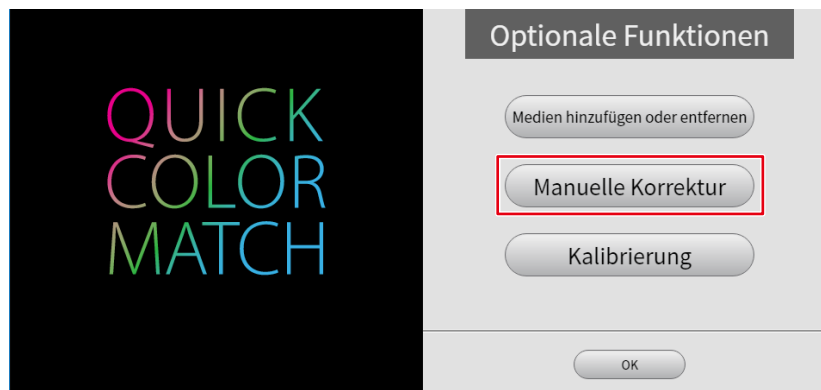 QUICK
COLOR
MATCH
Optionale Funktionen
Medien hinzufügen oder entfernen
Manuelle Korrektur
Kalibrierung
OK